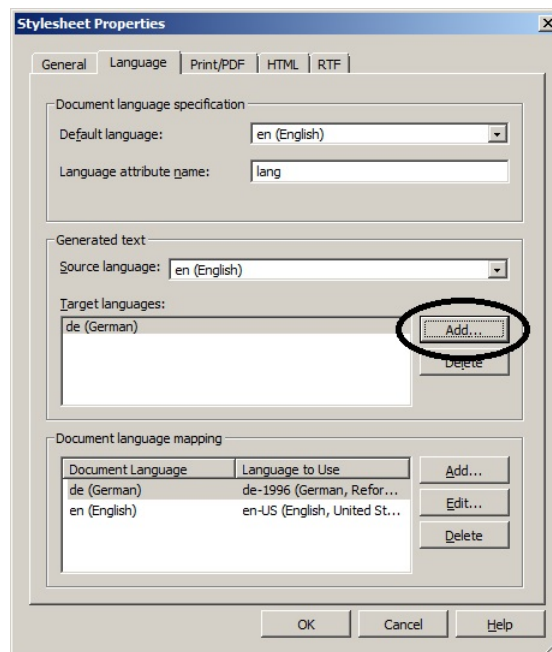 Stylesheet Properties
General Language Print/PDF HTML RTF
Document language specification
Default language: en (English)
Language attribute name: lang
Generated text
Source language: en (English)
Target languages:
de (German)
Add...
Delete
Document language mapping
Document Language Language to Use
de (German) de-1996 (German, Refor...
en (English) en-US (English, United St...
Add...
Edit...
Delete
OK Cancel Help